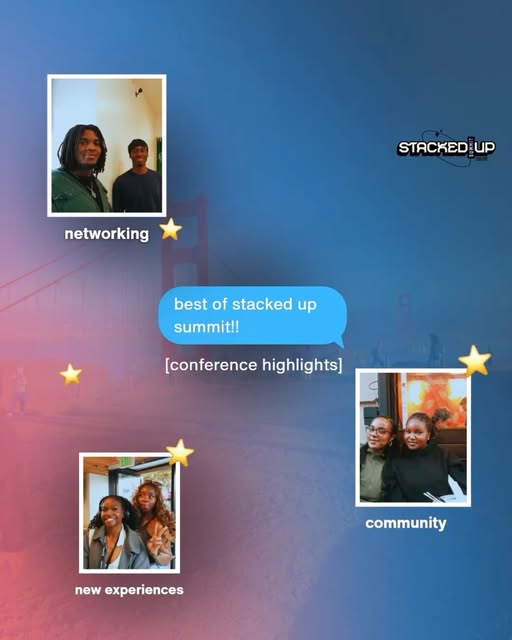 STACKED UP
networking
best of stacked up
summit!!
[conference highlights]
community
new experiences